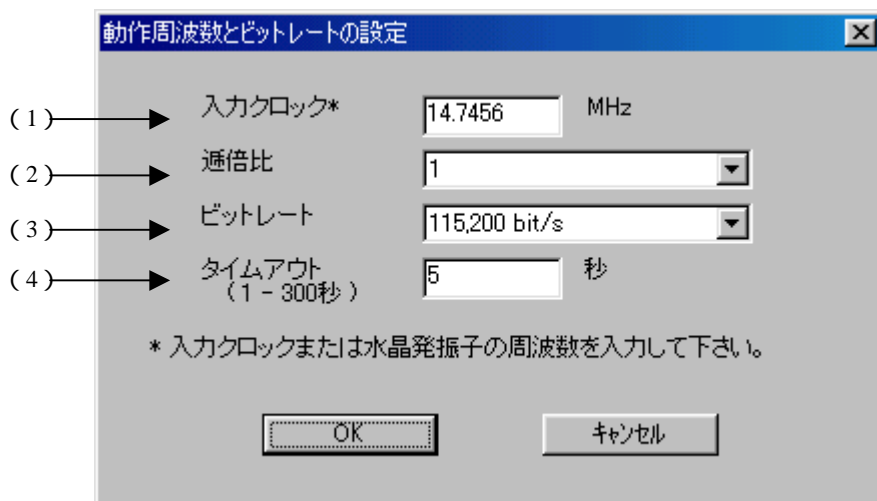 動作周波数とビットレートの設定
(1) 入力クロック* 14.7456 MHz
(2) 逓倍比 1
(3) ビットレート 115,200 bit/s
(4) タイムアウト 5 秒
(1 - 300秒)
* 入力クロックまたは水晶発振子の周波数を入力して下さい。
OK キャンセル